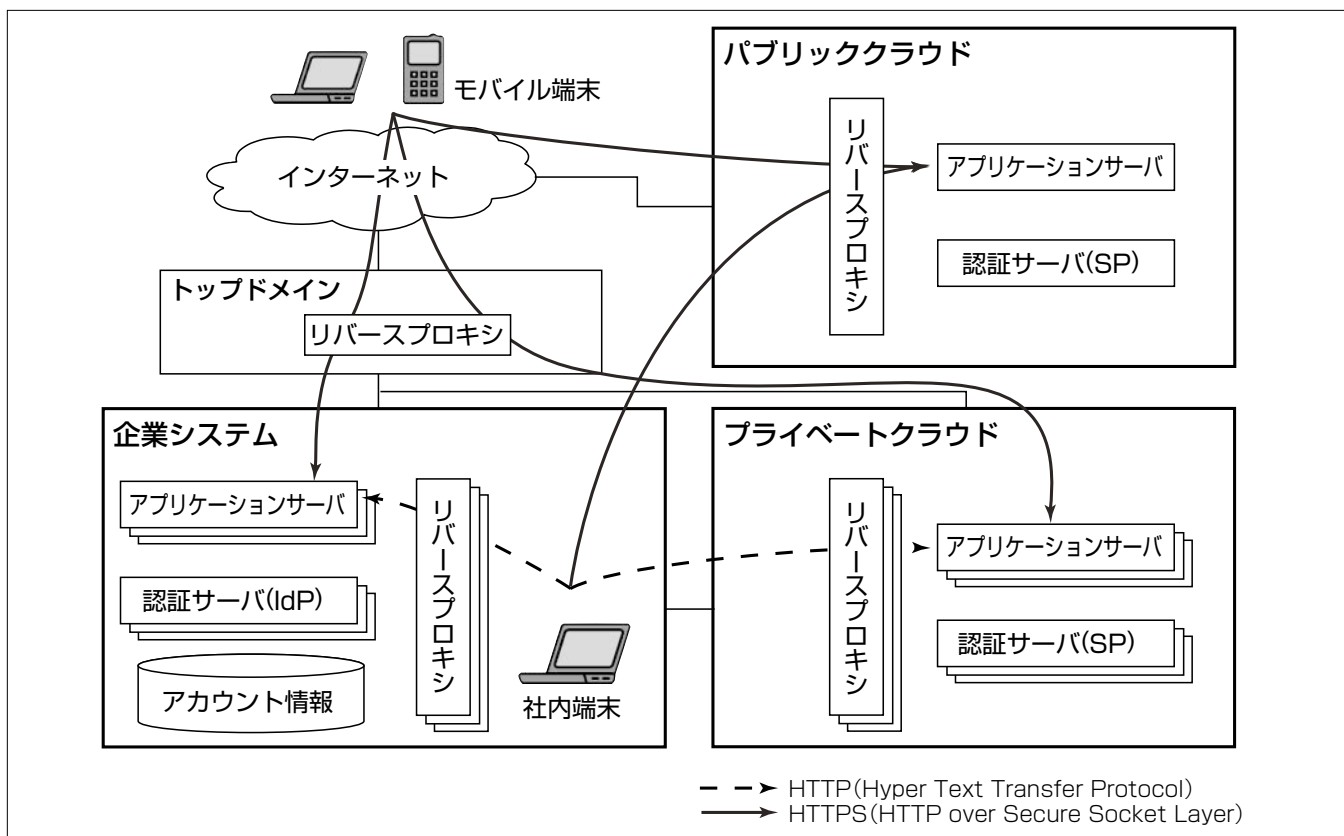 モバイル端末
インターネット
パブリッククラウド
リバースプロキシ
アプリケーションサーバ
認証サーバ(SP)
トップドメイン
リバースプロキシ
企業システム
アプリケーションサーバ
認証サーバ(IdP)
アカウント情報
リバースプロキシ
社内端末
プライベートクラウド
リバースプロキシ
アプリケーションサーバ
認証サーバ(SP)
HTTP(Hyper Text Transfer Protocol)
HTTPS(HTTP over Secure Socket Layer)